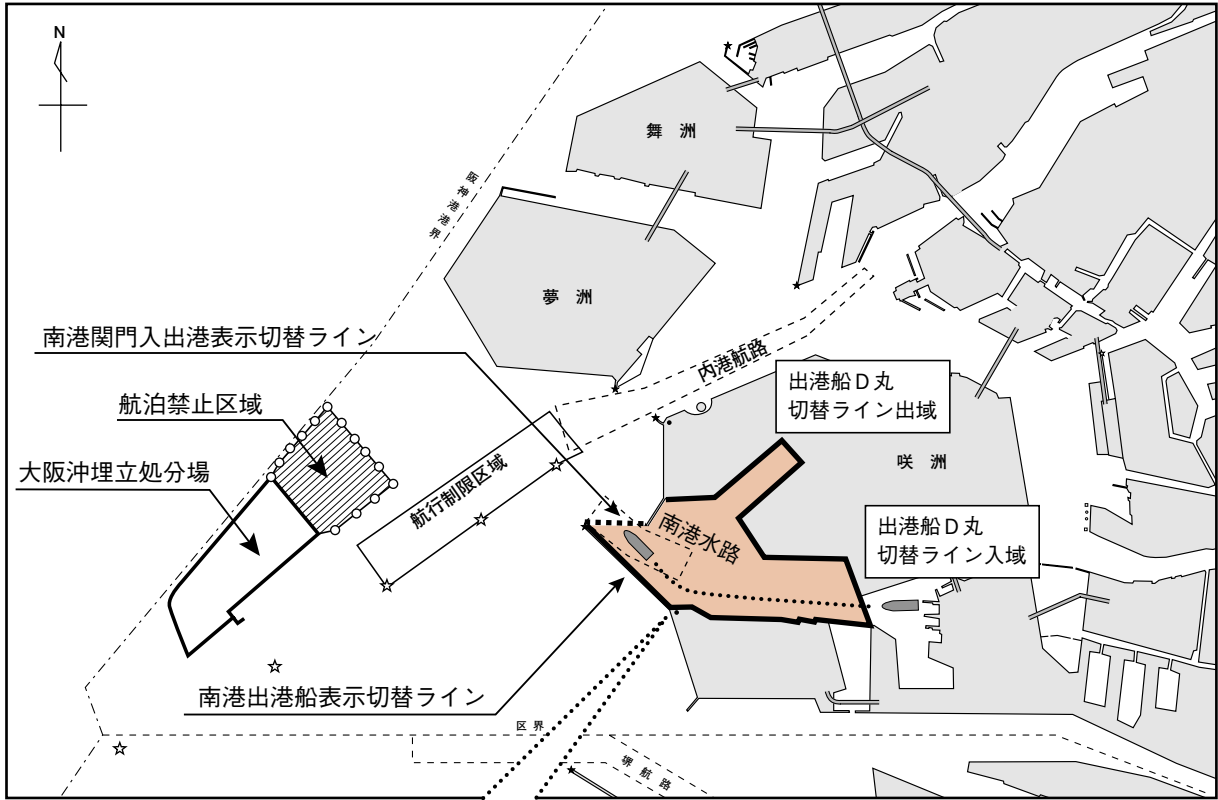 N
舞 洲
阪神港港界
夢 洲
南港関門入出港表示切替ライン
内港航路
出港船D丸
切替ライン出域
航泊禁止区域
咲 洲
大阪沖埋立処分場
航行制限区域
南港水路
出港船D丸
切替ライン入域
南港出港船表示切替ライン
区界
堺航路